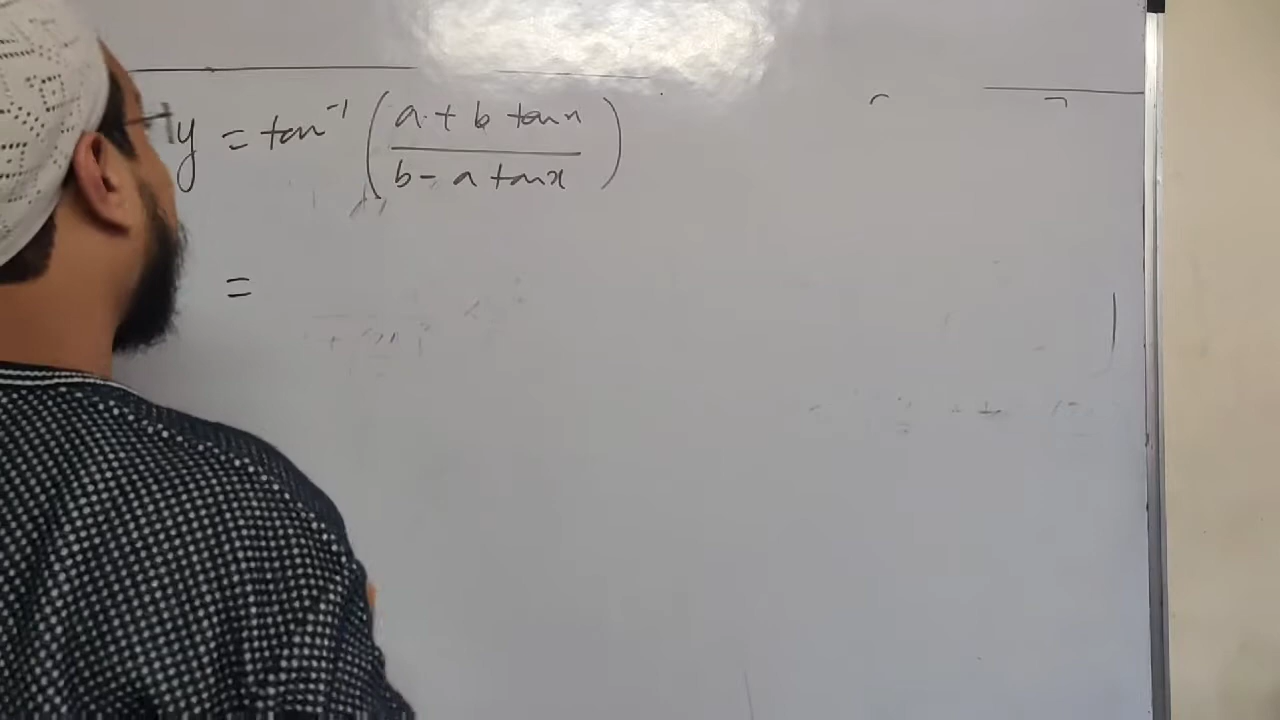 y = tan⁻¹ ( (a + b tan x) / (b - a tan x) )
=